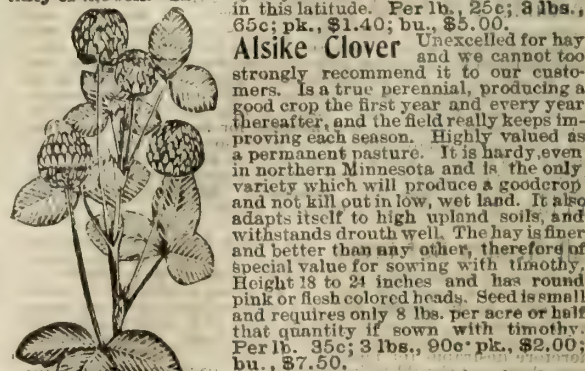 in this latitude. Per lb., 25c; 3 lbs.,
65c; pk., $1.40; bu., $5.00.
Alsike Clover Unexcelled for hay
and we cannot too
strongly recommend it to our custo-
mers. Is a true perennial, producing a
good crop the first year and every year
thereafter, and the field really keeps im-
proving each season. Highly valued as
a permanent pasture. It is hardy, even
in northern Minnesota and is the only
variety which will produce a good crop
and not kill out in low, wet land. It also
adapts itself to high upland soils, and
withstands drouth well. The hay is finer
and better than any other, therefore of
special value for sowing with timothy.
Height 18 to 24 inches and has round
pink or flesh colored heads. Seed is small
and requires only 8 lbs. per acre or half
that quantity if sown with timothy.
Per lb. 35c; 3 lbs., 90c; pk., $2.00;
bu., $7.50.